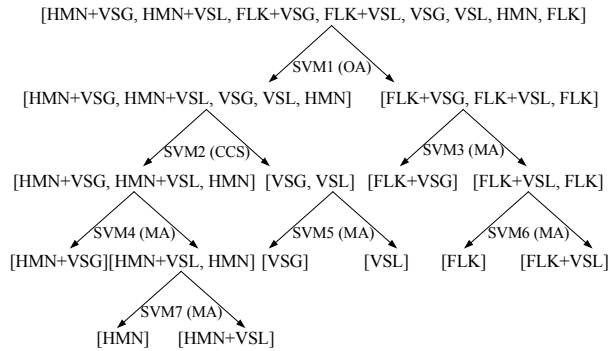 [HMN+VSG, HMN+VSL, FLK+VSG, FLK+VSL, VSG, VSL, HMN, FLK]
SVM1 (OA)
[HMN+VSG, HMN+VSL, VSG, VSL, HMN] [FLK+VSG, FLK+VSL, FLK]
SVM2 (CCS) SVM3 (MA)
[HMN+VSG, HMN+VSL, HMN] [VSG, VSL] [FLK+VSG] [FLK+VSL, FLK]
SVM4 (MA) SVM5 (MA) SVM6 (MA)
[HMN+VSG] [HMN+VSL, HMN] [VSG] [VSL] [FLK] [FLK+VSL]
SVM7 (MA)
[HMN] [HMN+VSL]